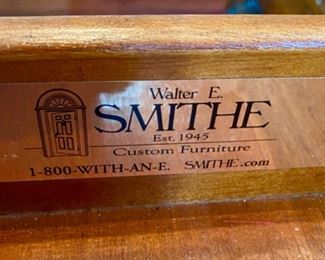 Walter E.
SMITHE
Est. 1945
Custom Furniture
1-800-WITH-AN-E. SMITHE.com